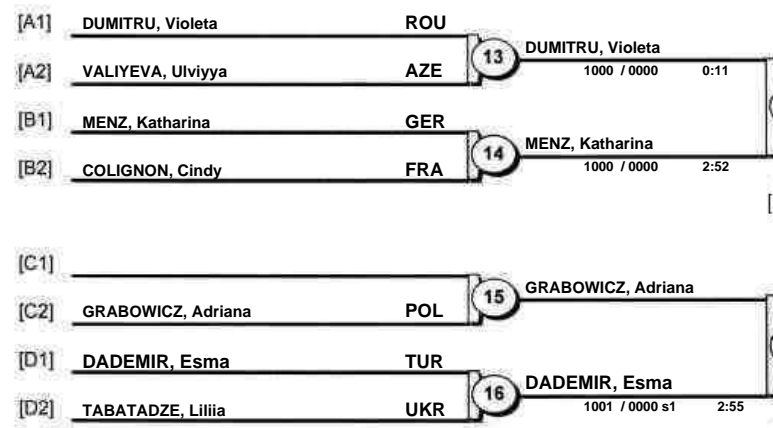 [A1] DUMITRU, Violeta ROU
13 DUMITRU, Violeta
[A2] VALIYEVA, Ulviyya AZE
1000 / 0000 0:11
[B1] MENZ, Katharina GER
14 MENZ, Katharina
[B2] COLIGNON, Cindy FRA
1000 / 0000 2:52
[
[C1]
15 GRABOWICZ, Adriana
[C2] GRABOWICZ, Adriana POL
[D1] DADEMIR, Esma TUR
16 DADEMIR, Esma
[D2] TABATADZE, Liliia UKR
1001 / 0000 s1 2:55